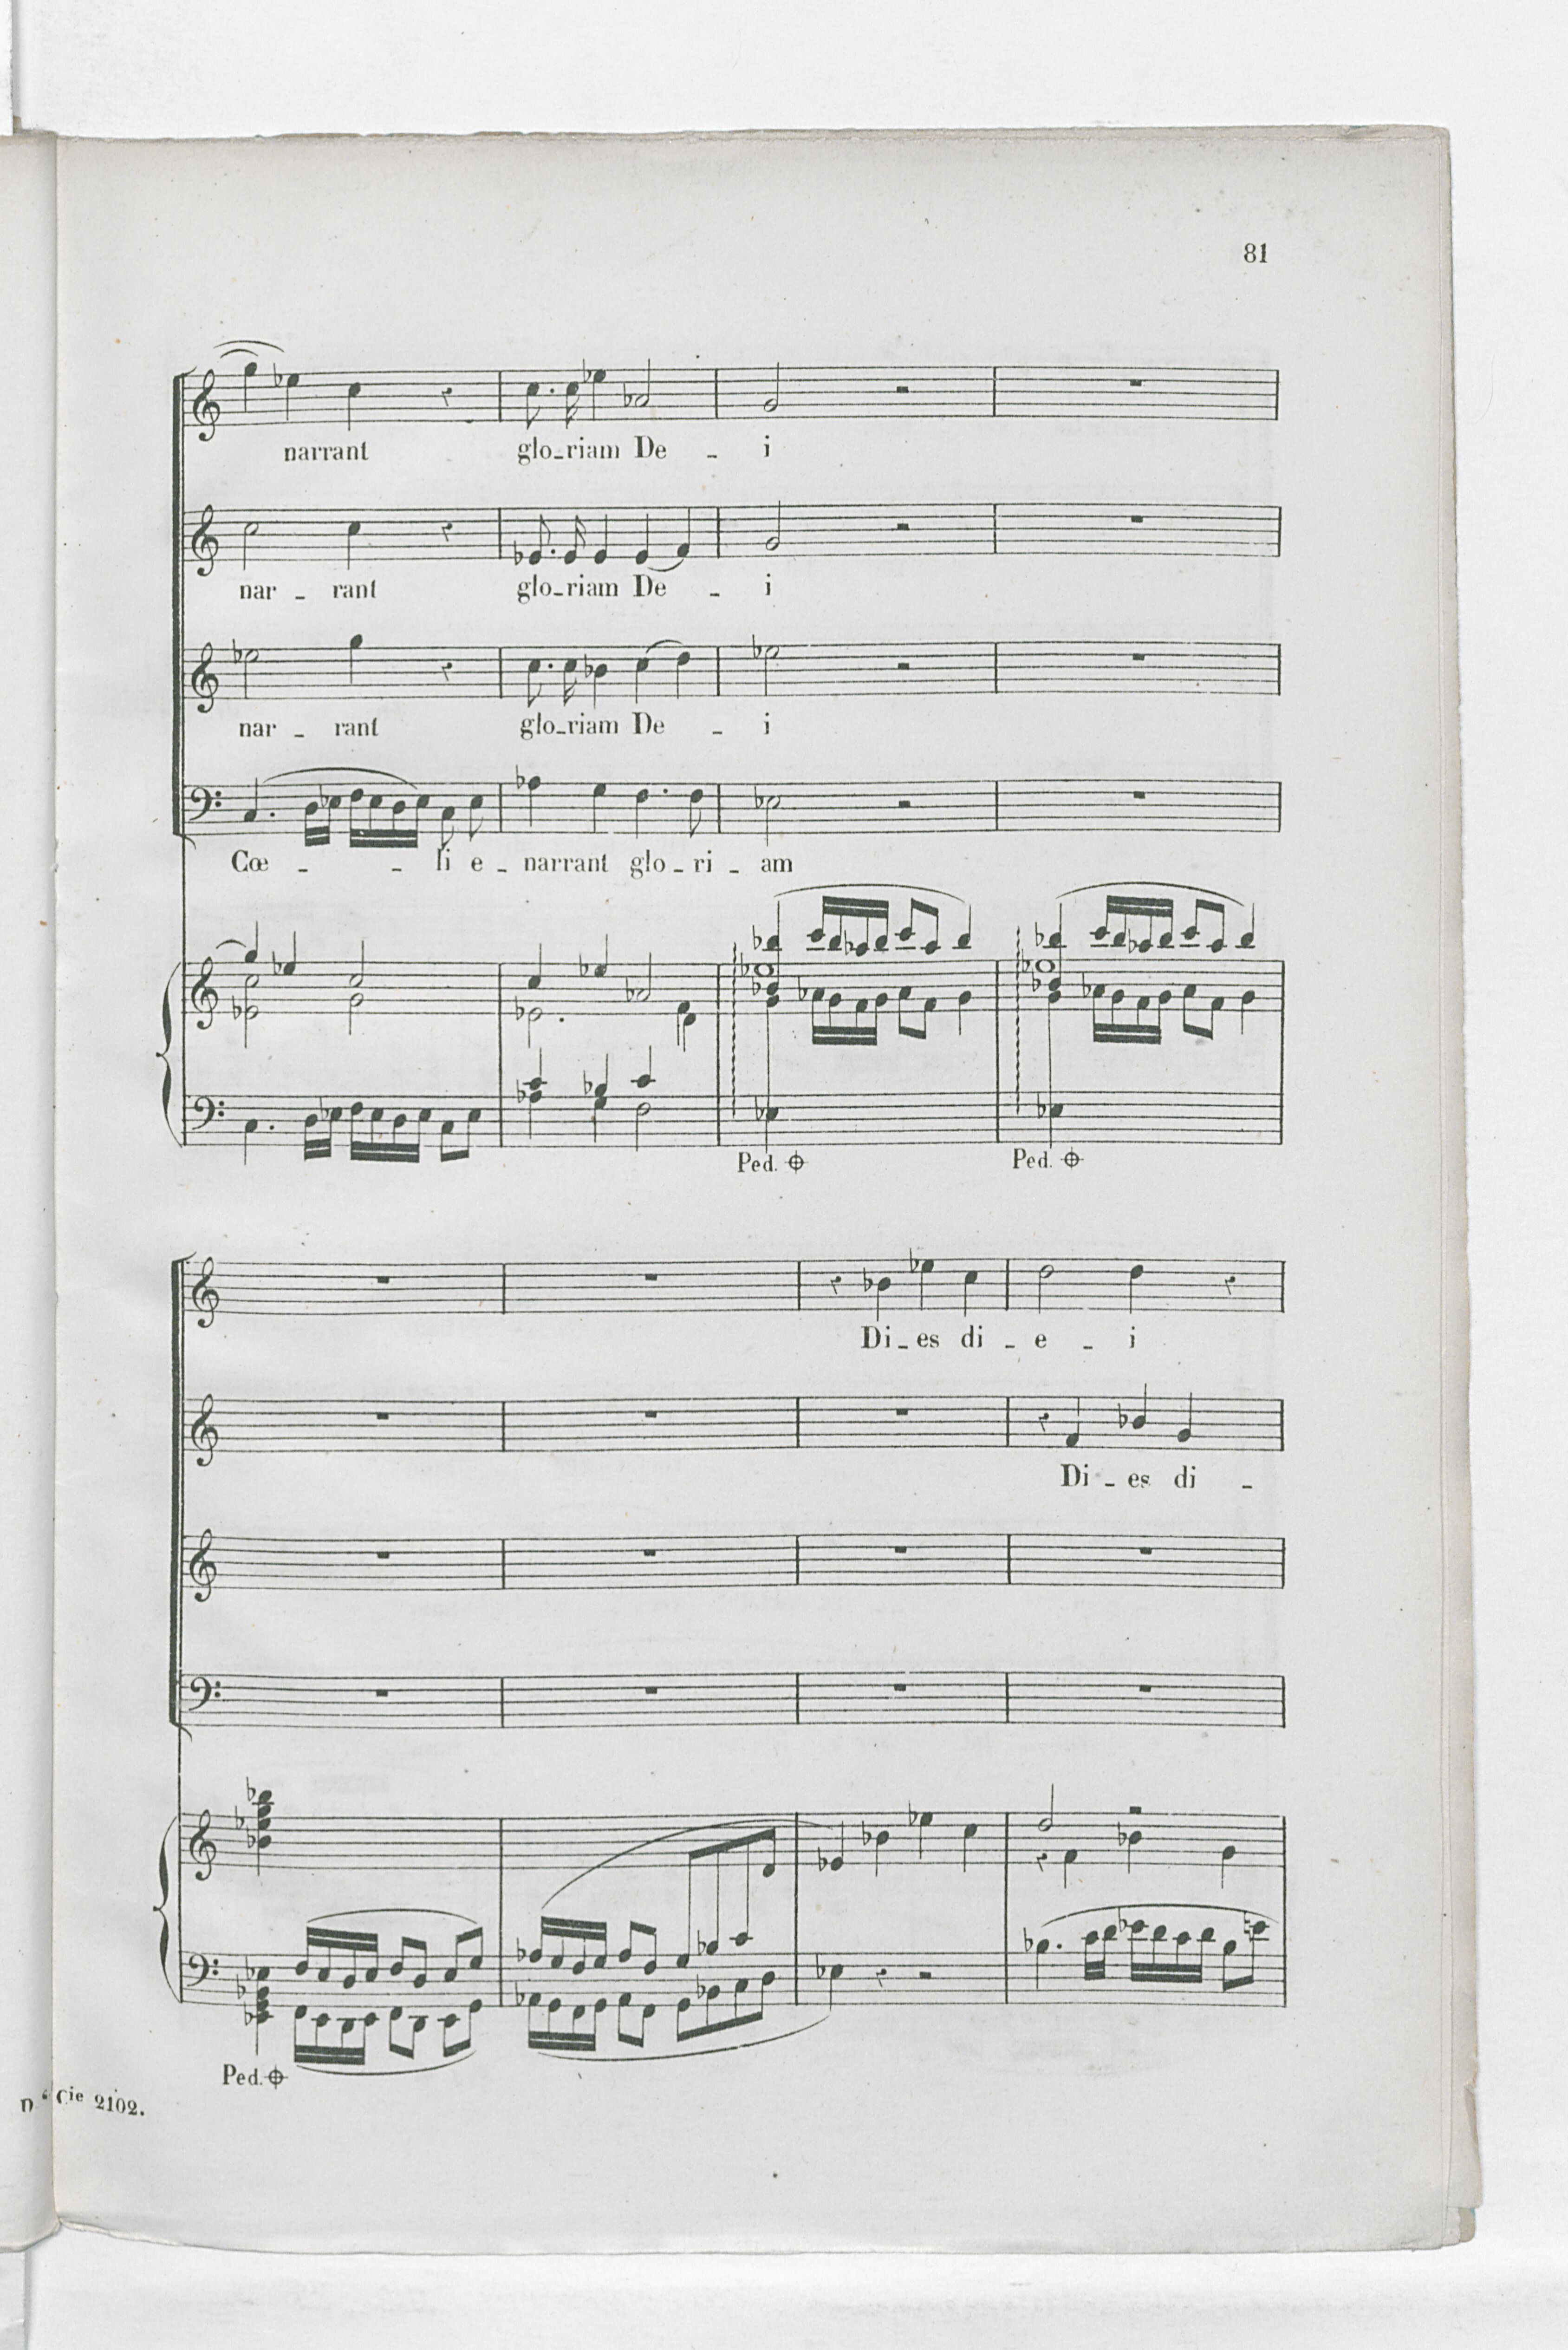 81
narrant glo_riam De _ i
nar _ rant glo_riam De _ i
nar _ rant glo_riam De _ i
Cœ _ _ li e _ narrant glo _ ri _ am
Ped. Ped.
Di _ es di _ e _ i
Di _ es di _
Ped.
Cie 2102.